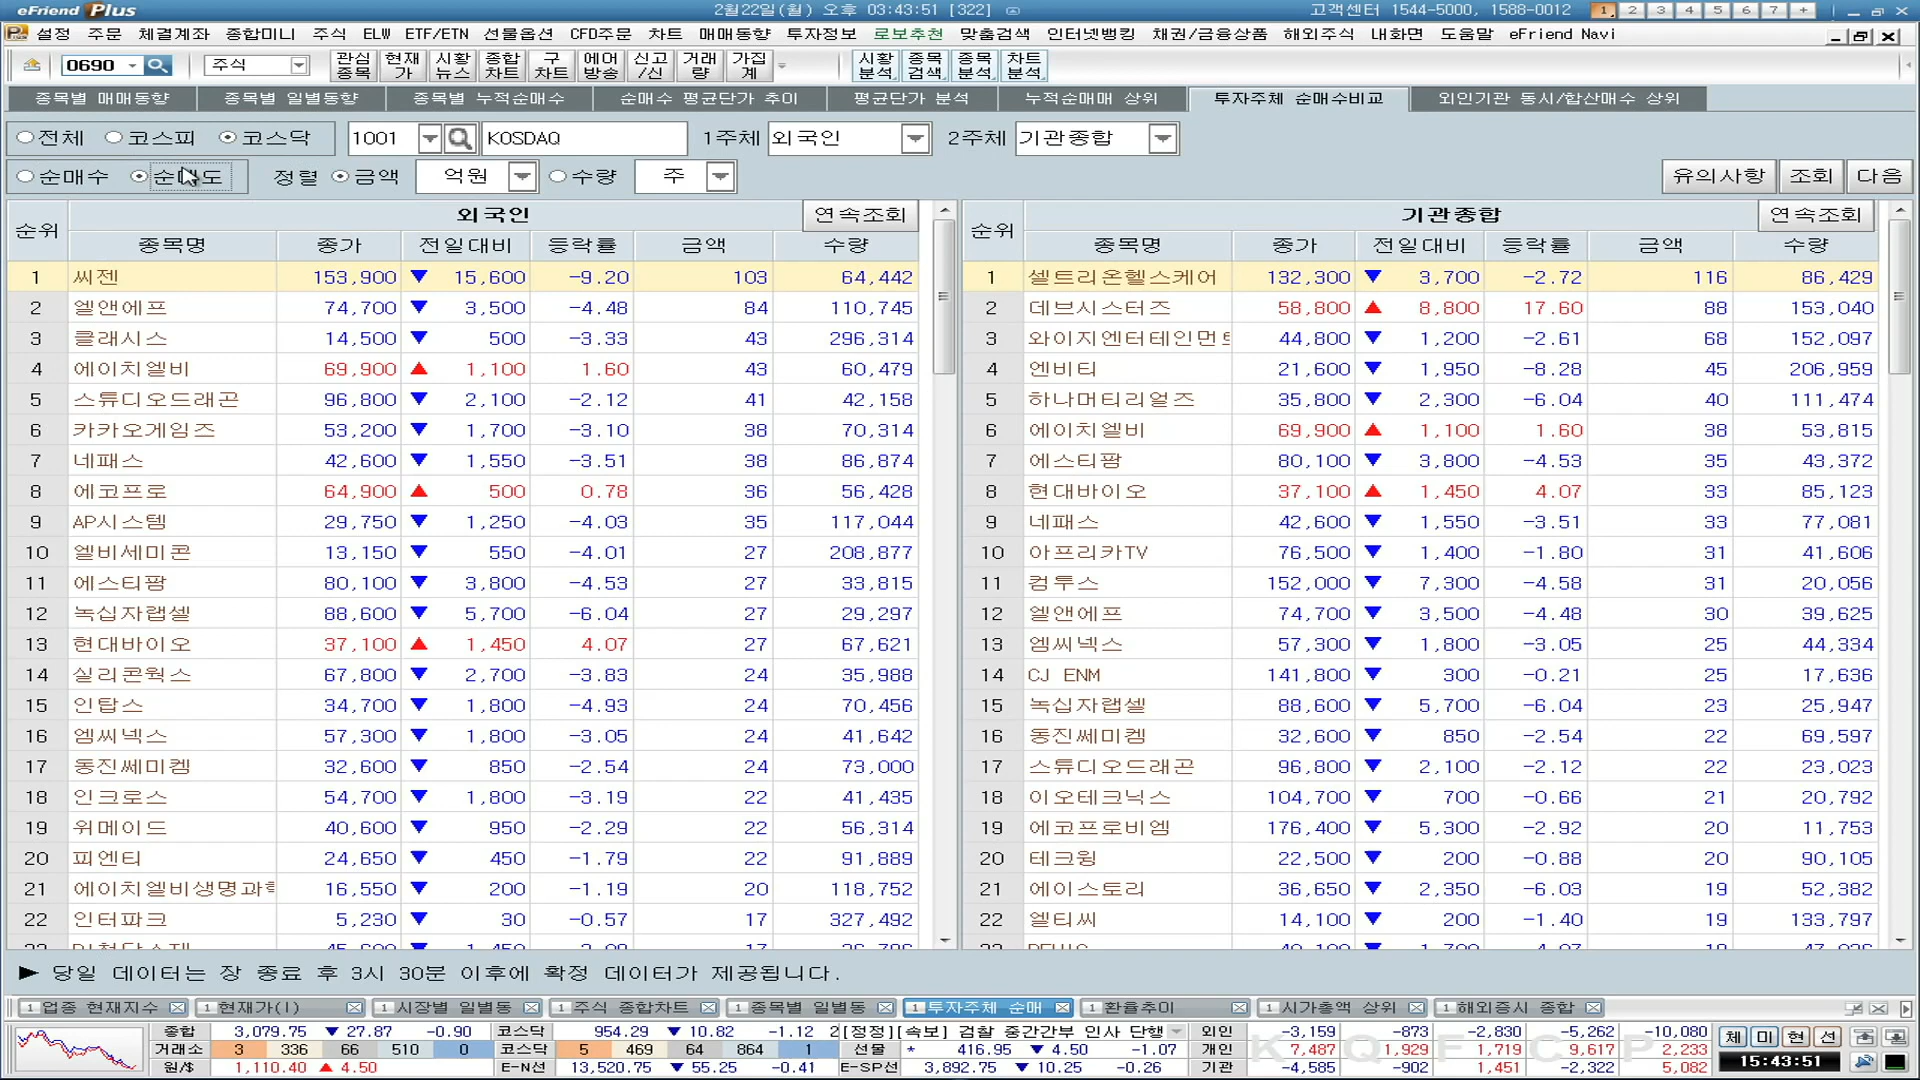 eFriend Plus 2월22일(월) 오후 03:43:51 [322] 고객센터 1544-5000, 1588-0012 1 2 3 4 5 6 7 +
설정 주문 체결계좌 종합미니 주식 ELW ETF/ETN 선물옵션 CFD주문 차트 매매동향 투자정보 로보추천 맞춤검색 인터넷뱅킹 채권/금융상품 해외주식 내화면 도움말 eFriend Navi
0690 주식 관심종목 현재가 시황뉴스 종합차트 구차트 에어방송 신고/신 거래량 가집계 시황분석 종목검색 종목분석 차트분석
종목별 매매동향 종목별 일별동향 종목별 누적순매수 순매수 평균단가 추이 평균단가 분석 누적순매매 상위 투자주체 순매수비교 외인기관 동시/합산매수 상위
전체 코스피 코스닥 1001 KOSDAQ 1주체 외국인 2주체 기관종합
순매수 순매도 정렬 금액 억원 수량 주 유의사항 조회 다음
순위 외국인 연속조회 순위 기관종합 연속조회
종목명 종가 전일대비 등락률 금액 수량 종목명 종가 전일대비 등락률 금액 수량
1 씨젠 153,900 ▼ 15,600 -9.20 103 64,442 1 셀트리온헬스케어 132,300 ▼ 3,700 -2.72 116 86,429
2 엘앤에프 74,700 ▼ 3,500 -4.48 84 110,745 2 데브시스터즈 58,800 ▲ 8,800 17.60 88 153,040
3 클래시스 14,500 ▼ 500 -3.33 43 296,314 3 와이지엔터테인먼트 44,800 ▼ 1,200 -2.61 68 152,097
4 에이치엘비 69,900 ▲ 1,100 1.60 43 60,479 4 엔비티 21,600 ▼ 1,950 -8.28 45 206,959
5 스튜디오드래곤 96,800 ▼ 2,100 -2.12 41 42,158 5 하나머티리얼즈 35,800 ▼ 2,300 -6.04 40 111,474
6 카카오게임즈 53,200 ▼ 1,700 -3.10 38 70,314 6 에이치엘비 69,900 ▲ 1,100 1.60 38 53,815
7 네패스 42,600 ▼ 1,550 -3.51 38 86,874 7 에스티팜 80,100 ▼ 3,800 -4.53 35 43,372
8 에코프로 64,900 ▲ 500 0.78 36 56,428 8 현대바이오 37,100 ▲ 1,450 4.07 33 85,123
9 AP시스템 29,750 ▼ 1,250 -4.03 35 117,044 9 네패스 42,600 ▼ 1,550 -3.51 33 77,081
10 엘비세미콘 13,150 ▼ 550 -4.01 27 208,877 10 아프리카TV 76,500 ▼ 1,400 -1.80 31 41,606
11 에스티팜 80,100 ▼ 3,800 -4.53 27 33,815 11 컴투스 152,000 ▼ 7,300 -4.58 31 20,056
12 녹십자랩셀 88,600 ▼ 5,700 -6.04 27 29,297 12 엘앤에프 74,700 ▼ 3,500 -4.48 30 39,625
13 현대바이오 37,100 ▲ 1,450 4.07 27 67,621 13 엠씨넥스 57,300 ▼ 1,800 -3.05 25 44,334
14 실리콘웍스 67,800 ▼ 2,700 -3.83 24 35,988 14 CJ ENM 141,800 ▼ 300 -0.21 25 17,636
15 인탑스 34,700 ▼ 1,800 -4.93 24 70,456 15 녹십자랩셀 88,600 ▼ 5,700 -6.04 23 25,947
16 엠씨넥스 57,300 ▼ 1,800 -3.05 24 41,642 16 동진쎄미켐 32,600 ▼ 850 -2.54 22 69,597
17 동진쎄미켐 32,600 ▼ 850 -2.54 24 73,000 17 스튜디오드래곤 96,800 ▼ 2,100 -2.12 22 23,023
18 인크로스 54,700 ▼ 1,800 -3.19 22 41,435 18 이오테크닉스 104,700 ▼ 700 -0.66 21 20,792
19 위메이드 40,600 ▼ 950 -2.29 22 56,314 19 에코프로비엠 176,400 ▼ 5,300 -2.92 20 11,753
20 피엔티 24,650 ▼ 450 -1.79 22 91,889 20 테크윙 22,500 ▼ 200 -0.88 20 90,105
21 에이치엘비생명과학 16,550 ▼ 200 -1.19 20 118,752 21 에이스토리 36,650 ▼ 2,350 -6.03 19 52,382
22 인터파크 5,230 ▼ 30 -0.57 17 327,492 22 엘티씨 14,100 ▼ 200 -1.40 19 133,797
▶ 당일 데이터는 장 종료 후 3시 30분 이후에 확정 데이터가 제공됩니다.
1 업종 현재지수 1 현재가(I) 1 시장별 일별동 1 주식 종합차트 1 종목별 일별동 1 투자주체 순매 1 환율추이 1 시가총액 상위 1 해외증시 종합
종합 3,079.75 ▼ 27.87 -0.90 코스닥 954.29 ▼ 10.82 -1.12 2 [정정][속보] 검찰 중간간부 인사 단행 외인 -3,159 -873 -2,830 -5,262 -10,080 체 미 현 선
거래소 3 336 66 510 0 코스닥 5 469 64 864 1 선물 * 416.95 ▼ 4.50 -1.07 개인 7,487 1,929 1,719 9,617 2,233
원/$ 1,110.40 ▲ 4.50 E-N선 13,520.75 ▼ 55.25 -0.41 E-SP선 3,892.75 ▼ 10.25 -0.26 기관 -4,585 -902 1,451 -2,322 5,082 15:43:51